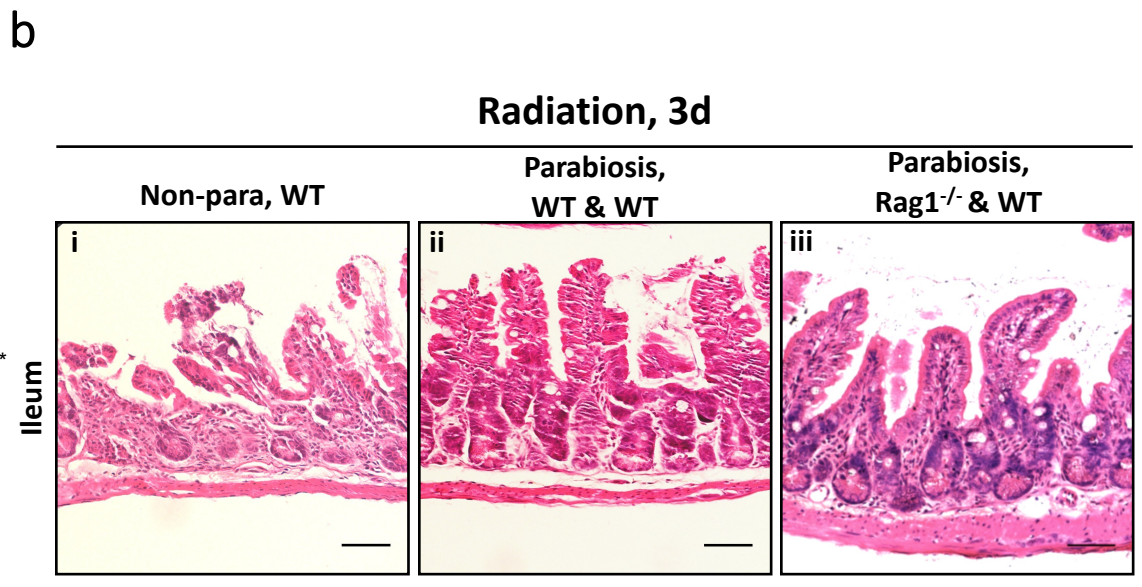 b
Radiation, 3d
Non-para, WT
Parabiosis,
WT & WT
Parabiosis,
Rag1-/- & WT
i
ii
iii
*
Ileum